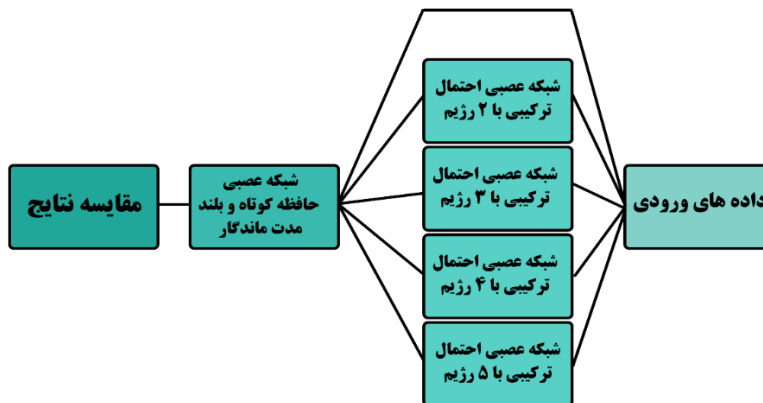 داده های ورودی
شبکه عصبی احتمال
ترکیبی با ۲ رژیم
شبکه عصبی احتمال
ترکیبی با ۳ رژیم
شبکه عصبی احتمال
ترکیبی با ۴ رژیم
شبکه عصبی احتمال
ترکیبی با ۵ رژیم
شبکه عصبی
حافظه کوتاه و بلند
مدت ماندگار
مقایسه نتایج